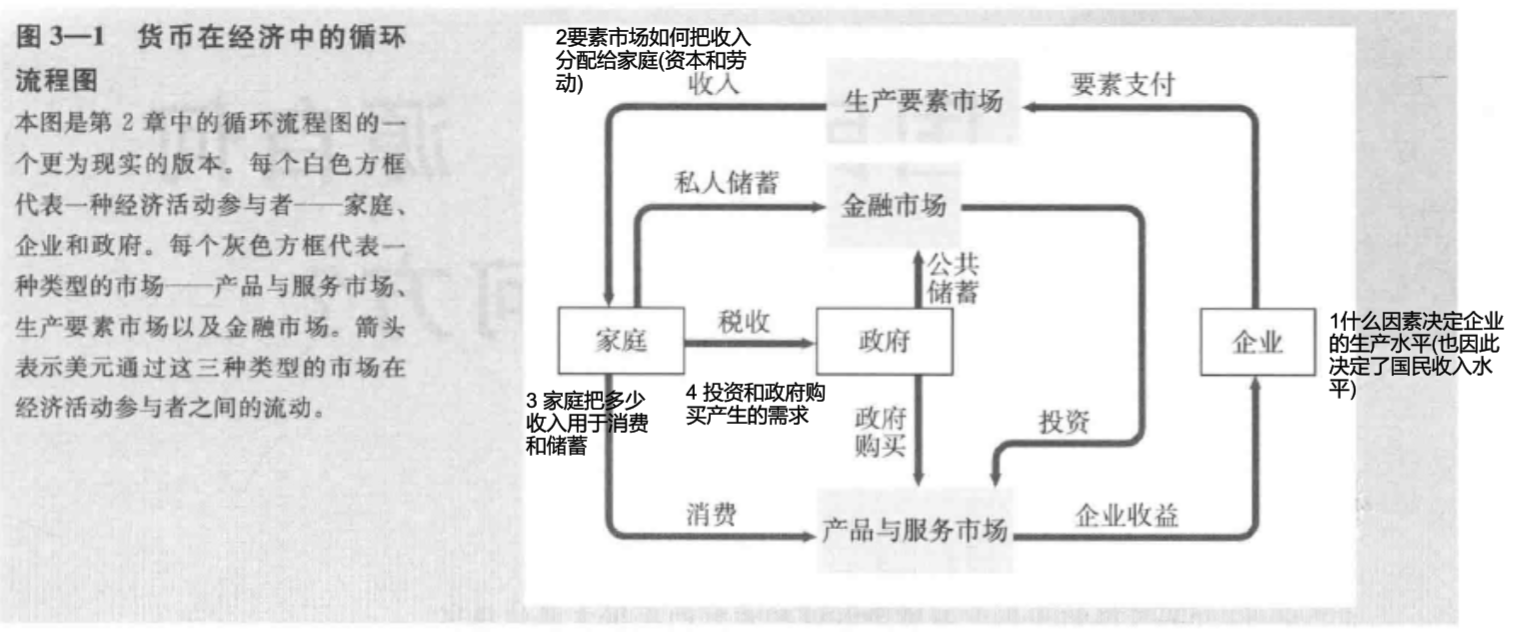 图 3—1 货币在经济中的循环
流程图
本图是第 2 章中的循环流程图的一
个更为现实的版本。每个白色方框
代表一种经济活动参与者——家庭、
企业和政府。每个灰色方框代表一
种类型的市场——产品与服务市场、
生产要素市场以及金融市场。箭头
表示美元通过这三种类型的市场在
经济活动参与者之间的流动。
2要素市场如何把收入
分配给家庭(资本和劳
动)
收入
生产要素市场
要素支付
私人储蓄
金融市场
公共
储蓄
家庭
税收
政府
企业
1什么因素决定企业
的生产水平(也因此
决定了国民收入水
平)
3 家庭把多少
收入用于消费
和储蓄
4 投资和政府购
买产生的需求
政府
购买
投资
消费
产品与服务市场
企业收益